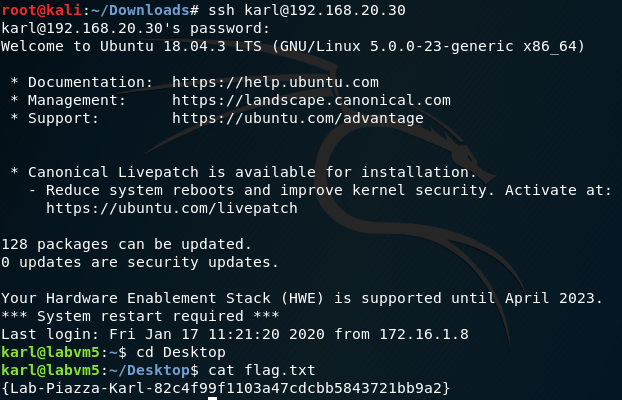 root@kali:~/Downloads# ssh karl@192.168.20.30
karl@192.168.20.30's password:
Welcome to Ubuntu 18.04.3 LTS (GNU/Linux 5.0.0-23-generic x86_64)

 * Documentation:  https://help.ubuntu.com
 * Management:     https://landscape.canonical.com
 * Support:        https://ubuntu.com/advantage


 * Canonical Livepatch is available for installation.
   - Reduce system reboots and improve kernel security. Activate at:
     https://ubuntu.com/livepatch

128 packages can be updated.
0 updates are security updates.

Your Hardware Enablement Stack (HWE) is supported until April 2023.
*** System restart required ***
Last login: Fri Jan 17 11:21:20 2020 from 172.16.1.8
karl@labvm5:~$ cd Desktop
karl@labvm5:~/Desktop$ cat flag.txt
{Lab-Piazza-Karl-82c4f99f1103a47cdcbb5843721bb9a2}